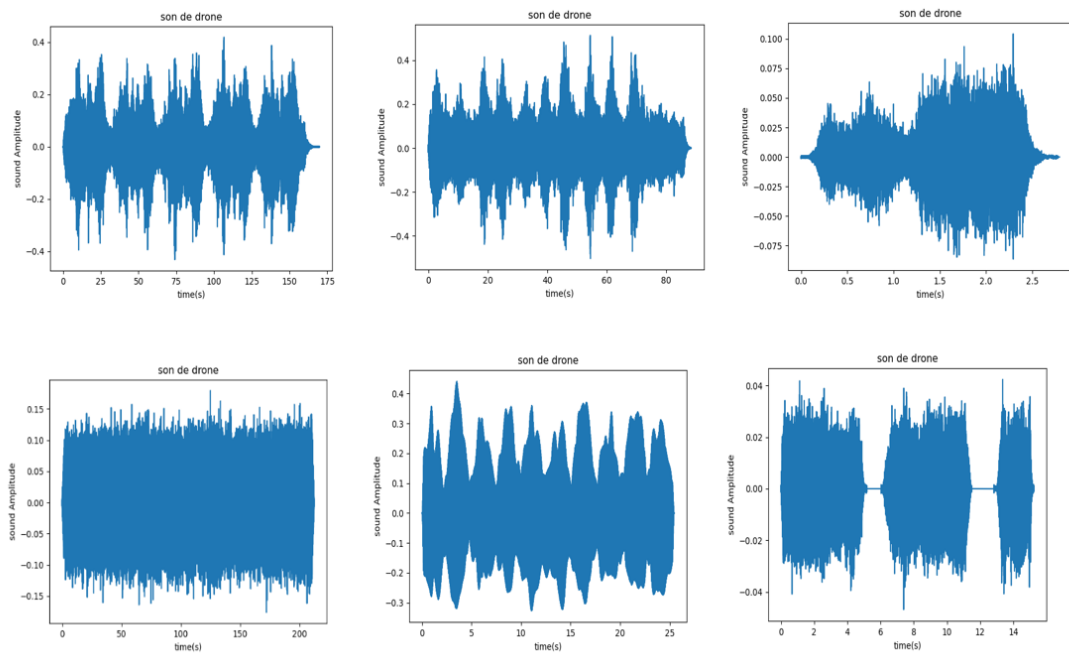 son de drone
sound Amplitude
0.4
0.2
0.0
−0.2
−0.4
0 25 50 75 100 125 150 175
time(s)
son de drone
sound Amplitude
0.4
0.2
0.0
−0.2
−0.4
0 20 40 60 80
time(s)
son de drone
sound Amplitude
0.100
0.075
0.050
0.025
0.000
−0.025
−0.050
−0.075
0.0 0.5 1.0 1.5 2.0 2.5
time(s)
son de drone
sound Amplitude
0.15
0.10
0.05
0.00
−0.05
−0.10
−0.15
0 50 100 150 200
time(s)
son de drone
sound Amplitude
0.4
0.3
0.2
0.1
0.0
−0.1
−0.2
−0.3
0 5 10 15 20 25
time(s)
son de drone
sound Amplitude
0.04
0.02
0.00
−0.02
−0.04
0 2 4 6 8 10 12 14
time(s)